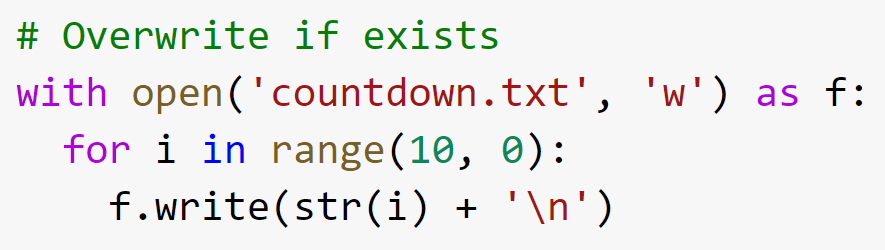 # Overwrite if exists
with open('countdown.txt', 'w') as f:
  for i in range(10, 0):
    f.write(str(i) + '\n')